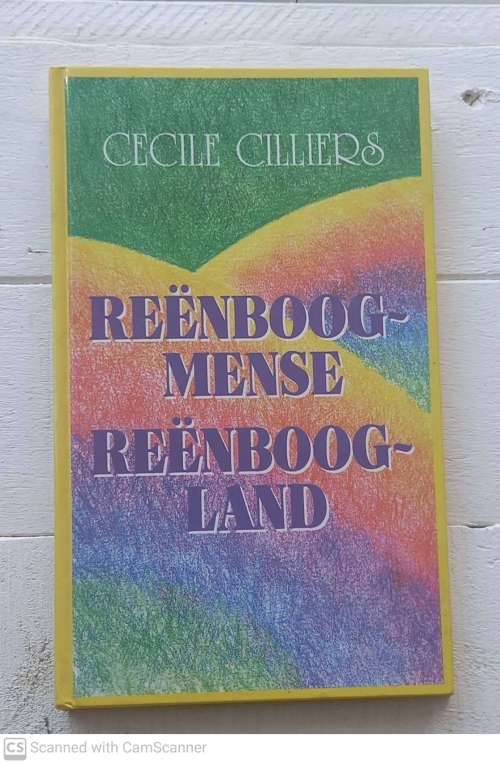 CECILE CILLIERS
REËNBOOG-
MENSE
REËNBOOG-
LAND
CS Scanned with CamScanner